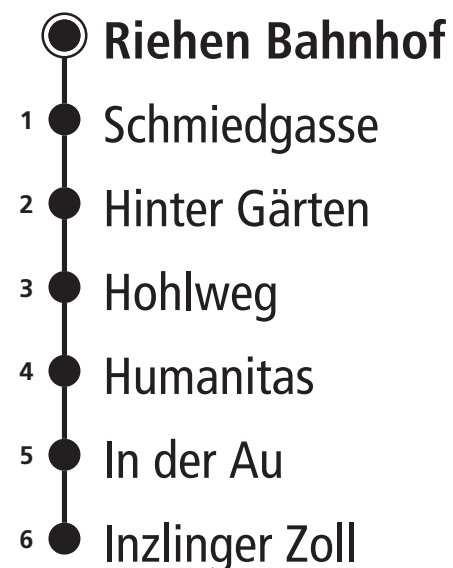 Riehen Bahnhof
1 Schmiedgasse
2 Hinter Gärten
3 Hohlweg
4 Humanitas
5 In der Au
6 Inzlinger Zoll